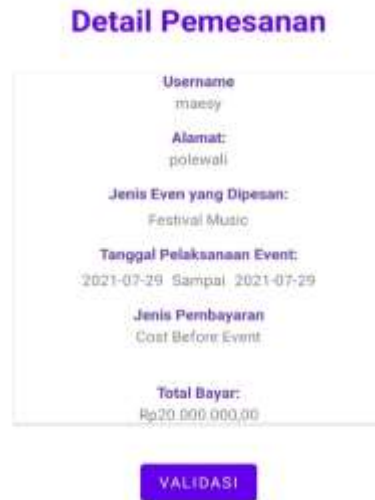 Detail Pemesanan
Username
maesy
Alamat:
polewali
Jenis Even yang Dipesan:
Festival Music
Tanggal Pelaksanaan Event:
2021-07-29 Sampai 2021-07-29
Jenis Pembayaran
Cost Before Event
Total Bayar:
Rp20.000.000,00
VALIDASI